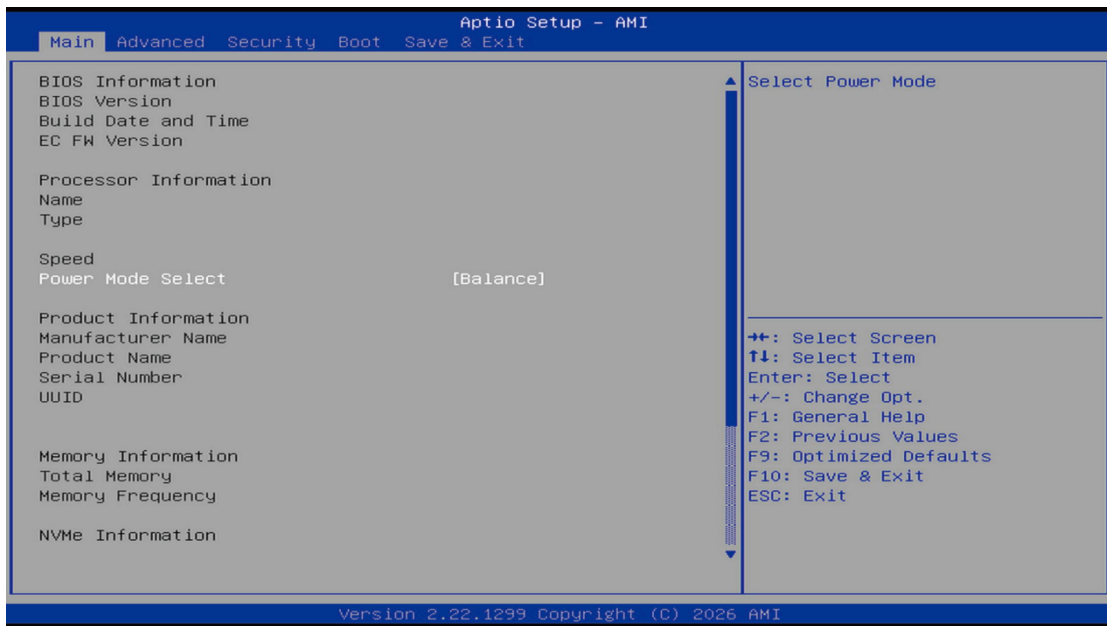 Aptio Setup – AMI
Main Advanced Security Boot Save & Exit
BIOS Information
BIOS Version
Build Date and Time
EC FW Version
Processor Information
Name
Type
Speed
Power Mode Select [Balance]
Product Information
Manufacturer Name
Product Name
Serial Number
UUID
Memory Information
Total Memory
Memory Frequency
NVMe Information
Select Power Mode
→←: Select Screen
↑↓: Select Item
Enter: Select
+/-: Change Opt.
F1: General Help
F2: Previous Values
F9: Optimized Defaults
F10: Save & Exit
ESC: Exit
Version 2.22.1299 Copyright (C) 2026 AMI